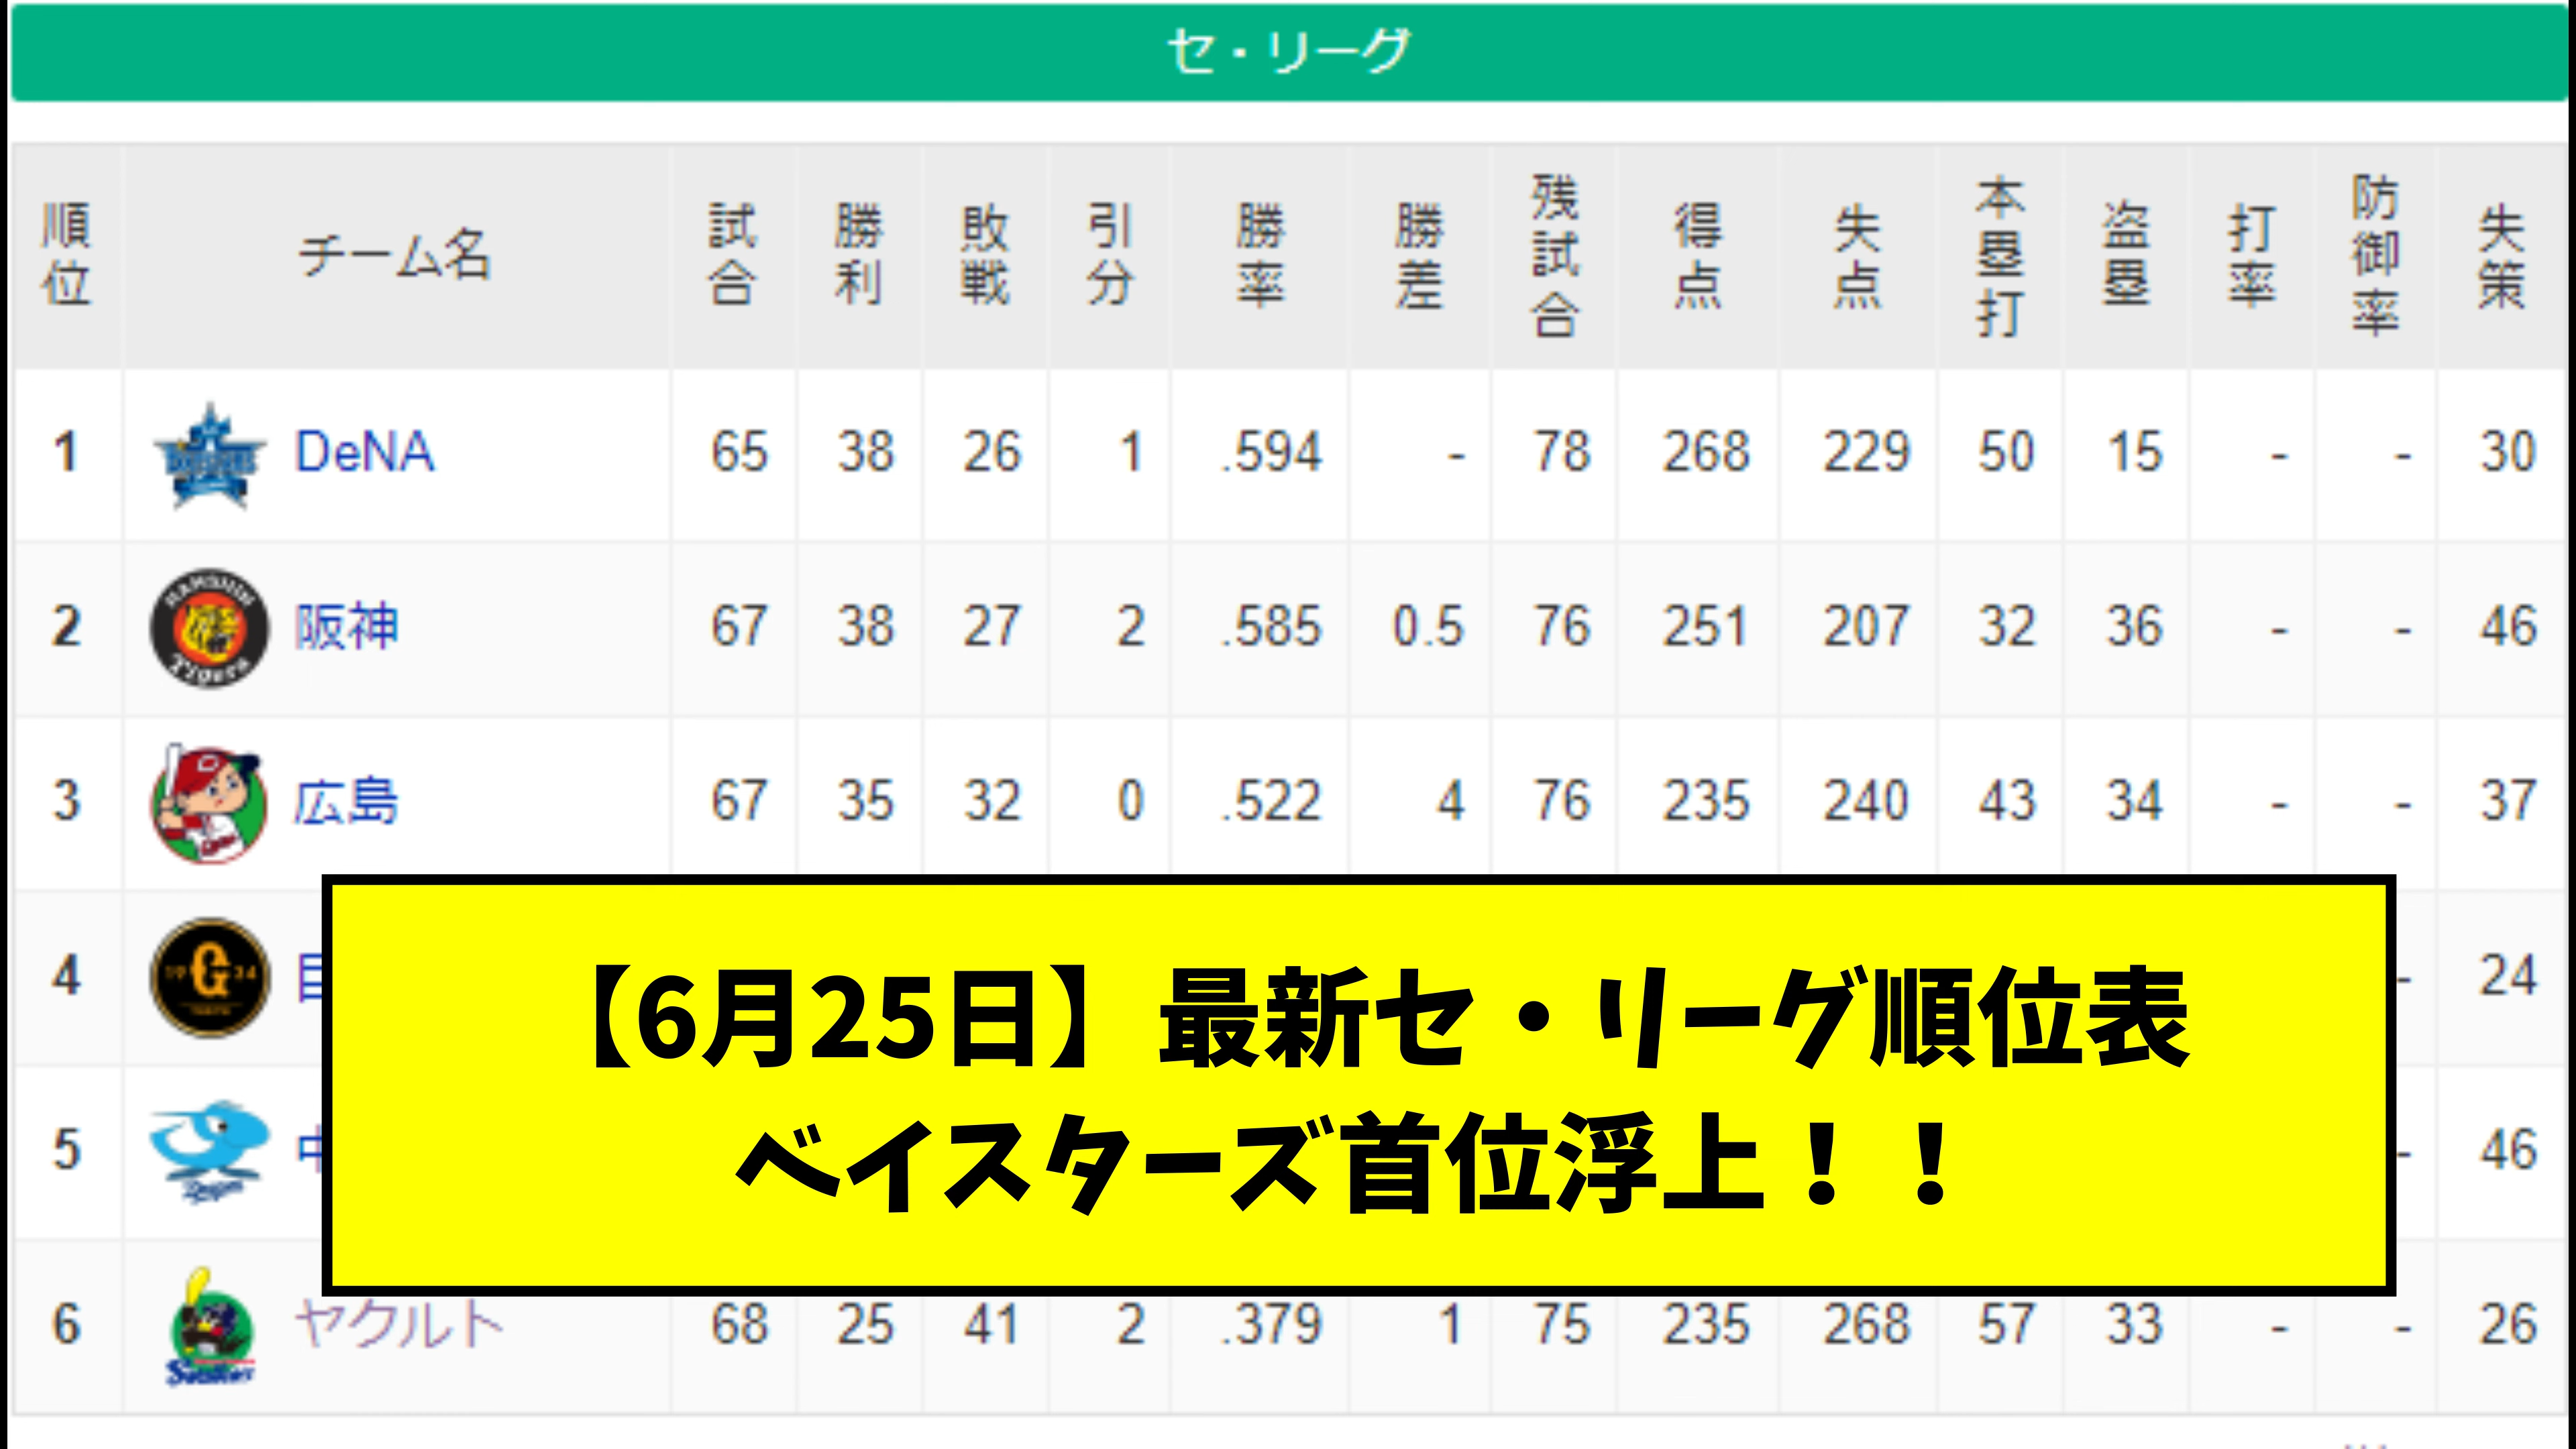 セ・リーグ
順位 チーム名 試合 勝利 敗戦 引分 勝率 勝差 残試合 得点 失点 本塁打 盗塁 打率 防御率 失策
1 DeNA 65 38 26 1 .594 - 78 268 229 50 15 - - 30
2 HANSHIN Tigers 阪神 67 38 27 2 .585 0.5 76 251 207 32 36 - - 46
3 広島 67 35 32 0 .522 4 76 235 240 43 34 - - 37
4 - 24
5 - 46
6 ヤクルト 68 25 41 2 .379 1 75 235 268 57 33 - - 26
【6月25日】最新セ・リーグ順位表
ベイスターズ首位浮上！！